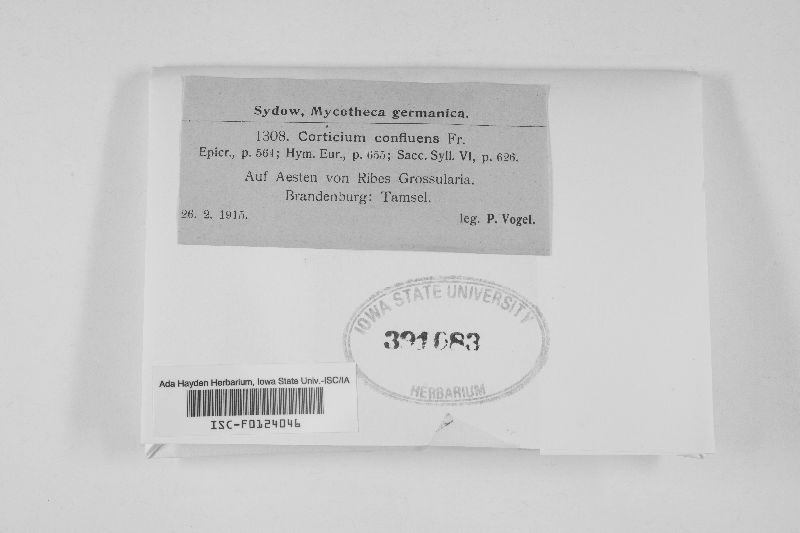 Sydow, Mycotheca germanica.
1308. Corticium confluens Fr.
Epicr., p. 564; Hym. Eur., p. 655; Sacc. Syll. VI, p. 626.
Auf Aesten von Ribes Grossularia.
Brandenburg: Tamsel.
26. 2. 1915. leg. P. Vogel.
IOWA STATE UNIVERSITY
391083
HERBARIUM
Ada Hayden Herbarium, Iowa State Univ.-ISC/IA
ISC-F0124046